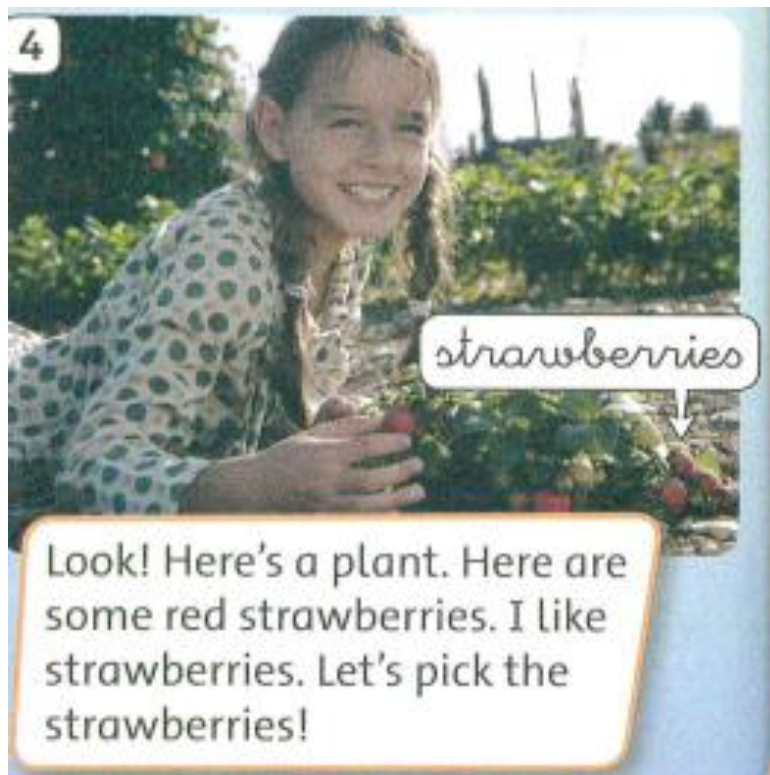 4
strawberries
Look! Here's a plant. Here are
some red strawberries. I like
strawberries. Let's pick the
strawberries!